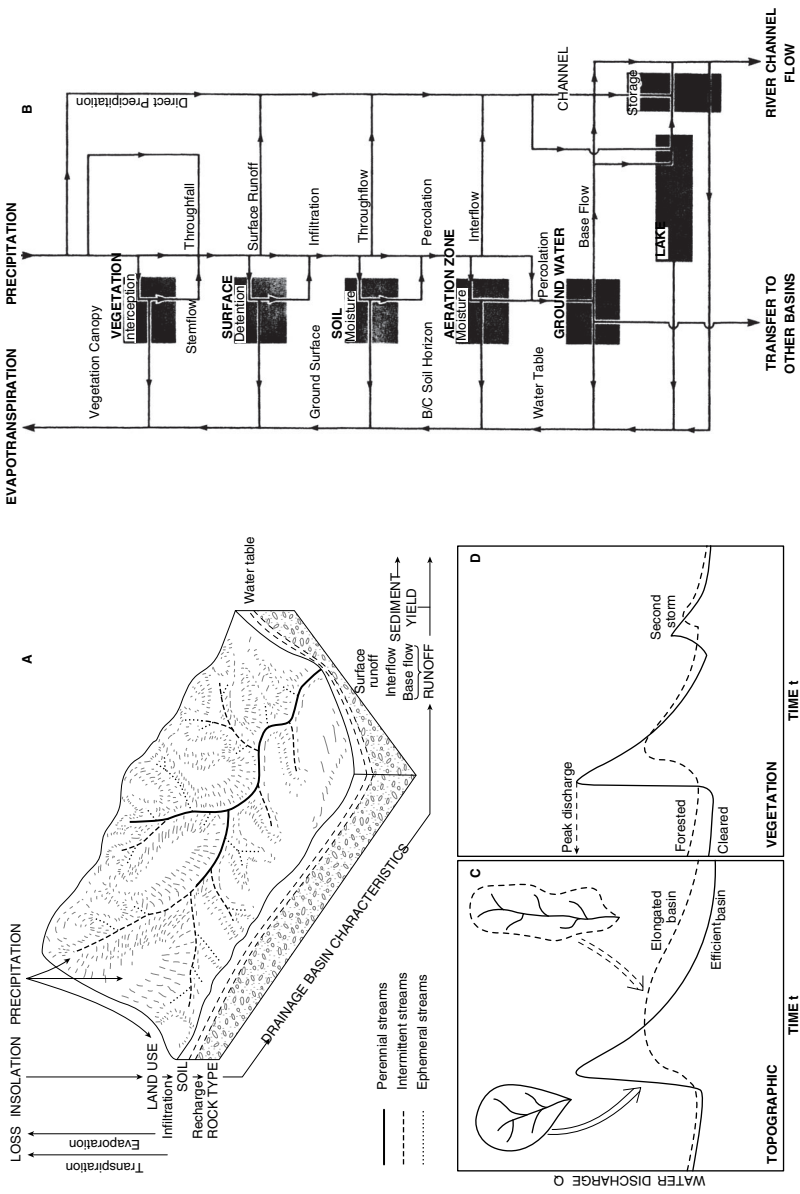 A
LOSS INSOLATION PRECIPITATION
Transpiration
Evaporation
LAND USE
Infiltration
SOIL
Recharge
ROCK TYPE
DRAINAGE BASIN CHARACTERISTICS
Water table
Surface
runoff
Interflow
Base flow
RUNOFF
SEDIMENT
YIELD
Perennial streams
Intermittent streams
Ephemeral streams
B
EVAPOTRANSPIRATION
PRECIPITATION
Direct Precipitation
Vegetation Canopy
VEGETATION
nterception
Stemflow
Throughfall
SURFACE
Detention
Surface Runoff
Ground Surface
Infiltration
SOIL
Moisture
Throughflow
B/C Soil Horizon
Percolation
AERATION ZONE
Moisture
Interflow
Water Table
Percolation
GROUND WATER
Base Flow
CHANNEL
Storage
LAKE
TRANSFER TO
OTHER BASINS
RIVER CHANNEL
FLOW
C
WATER DISCHARGE Q
Elongated
basin
Efficient basin
TOPOGRAPHIC
TIME t
D
Peak discharge
Forested
Cleared
Second
storm
VEGETATION
TIME t